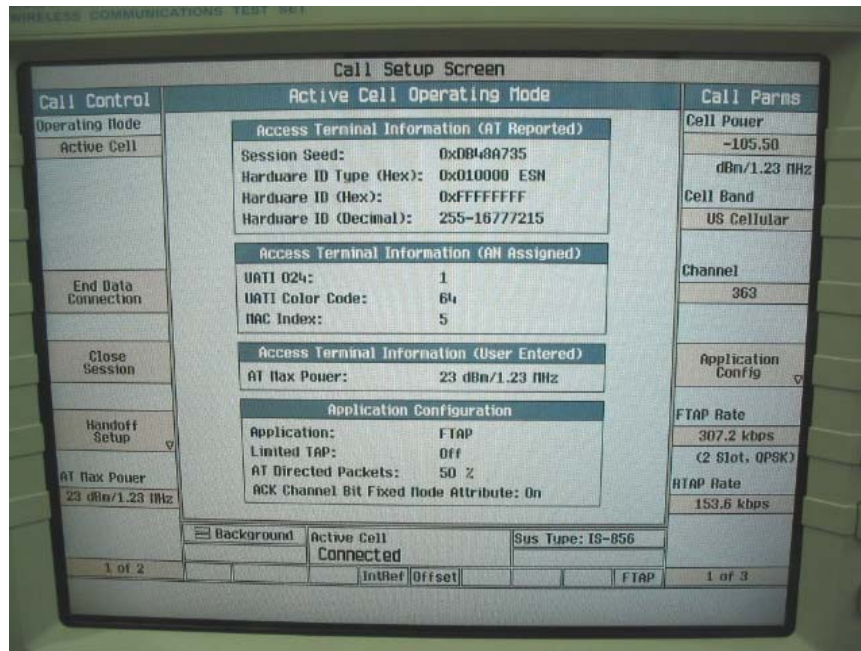 WIRELESS COMMUNICATIONS TEST SET
Call Setup Screen
Call Control
Operating Mode
Active Cell
End Data
Connection
Close
Session
Handoff
Setup
AT Max Power
23 dBm/1.23 MHz
1 of 2
Active Cell Operating Mode
Access Terminal Information (AT Reported)
Session Seed: 0xDB48A735
Hardware ID Type (Hex): 0x010000 ESN
Hardware ID (Hex): 0xFFFFFFFF
Hardware ID (Decimal): 255-16777215
Access Terminal Information (AN Assigned)
UATI 024: 1
UATI Color Code: 64
MAC Index: 5
Access Terminal Information (User Entered)
AT Max Power: 23 dBm/1.23 MHz
Application Configuration
Application: FTAP
Limited TAP: Off
AT Directed Packets: 50 %
ACK Channel Bit Fixed Mode Attribute: On
Background
Active Cell
Connected
Sys Type: IS-856
IntRef Offset FTAP
Call Parms
Cell Power
-105.50
dBm/1.23 MHz
Cell Band
US Cellular
Channel
363
Application
Config
FTAP Rate
307.2 kbps
(2 Slot, QPSK)
RTAP Rate
153.6 kbps
1 of 3